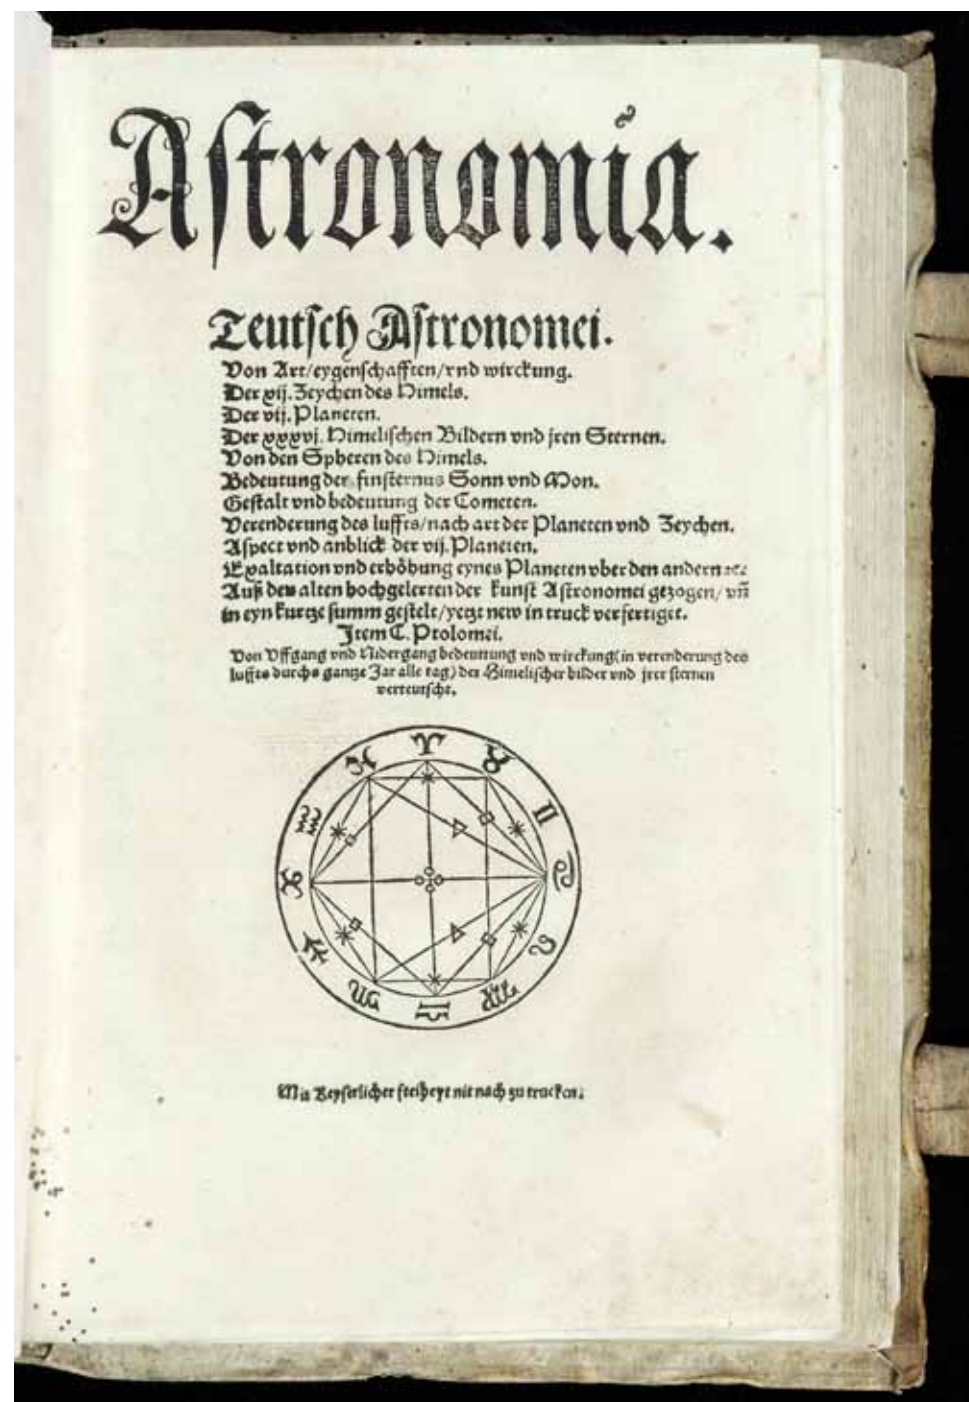 Astronomia.
Teutsch Astronomei.
Von Art/eygenschafften/vnd wirckung.
Der xij. Zeychen des Himels.
Der vij. Planeten.
Der xxxvj. Himelischen Bildern vnd jren Sternen.
Von den Spheren des Himels.
Bedeutung der finsternus Sonn vnd Mon.
Gestalt vnd bedeutung der Cometen.
Verenderung des luffts/nach art der Planeten vnd Zeychen.
Aspect vnd anblick der vij. Planeten.
Exaltation vnd erhöhung eynes Planeten vber den andern ꝛc.
Auß den alten hochgelerten der kunst Astronomei gezogen/ vñ
in eyn kurtze summ gestelt/yetzt new in truck verfertiget.
Item C. Ptolomei.
Von Vffgang vnd Nidergang bedeuttung vnd wirckung(in verenderung des
luffts durchs gantze Jar alle tag) der Himelischer bilder vnd jrer sternen
verteutscht.
♈ ♉ ♊ ♋ ♌ ♍ ♎ ♏ ♐ ♑ ♒ ♓
Mit Keyserlicher freiheyt nit nach zu trucken.